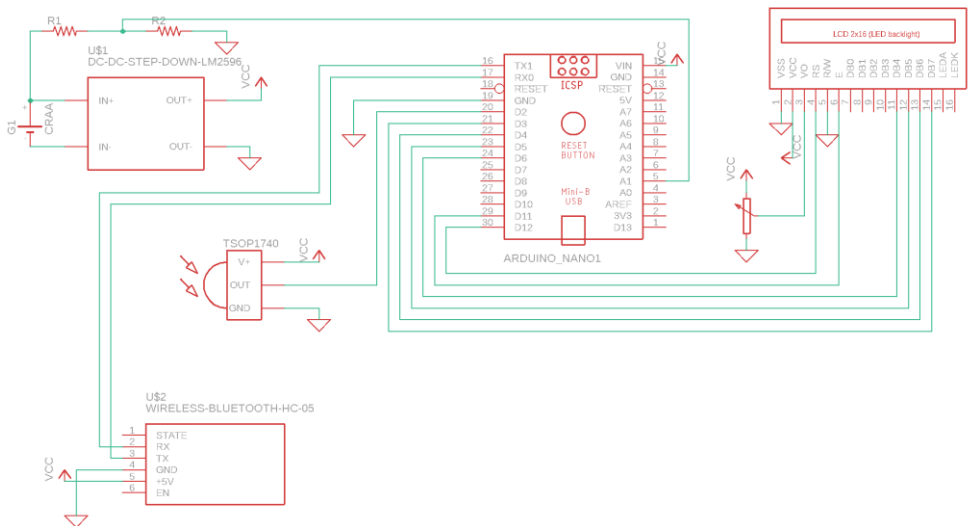 R1
R2
U$1
DC-DC-STEP-DOWN-LM2596
VCC
IN+
OUT+
IN-
OUT-
G1
+
-
CRAA
16 TX1
17 RX0
18 RESET
19 GND
20 D2
21 D3
22 D4
23 D5
24 D6
25 D7
26 D8
27 D9
28 D10
29 D11
30 D12
ICSP
RESET
BUTTON
Mini-B
USB
VIN 15
GND 14
RESET 13
5V 12
A7 11
A6 10
A5 9
A4 8
A3 7
A2 6
A1 5
A0 4
AREF 3
3V3 2
D13 1
VCC
ARDUINO_NANO1
LCD 2x16 (LED backlight)
VSS VCC VO RS R/W E DB0 DB1 DB2 DB3 DB4 DB5 DB6 DB7 LEDA LEDK
1 2 3 4 5 6 7 8 9 10 11 12 13 14 15 16
VCC
VCC
TSOP1740
V+
OUT
GND
VCC
U$2
WIRELESS-BLUETOOTH-HC-05
1 STATE
2 RX
3 TX
4 GND
5 +5V
6 EN
VCC